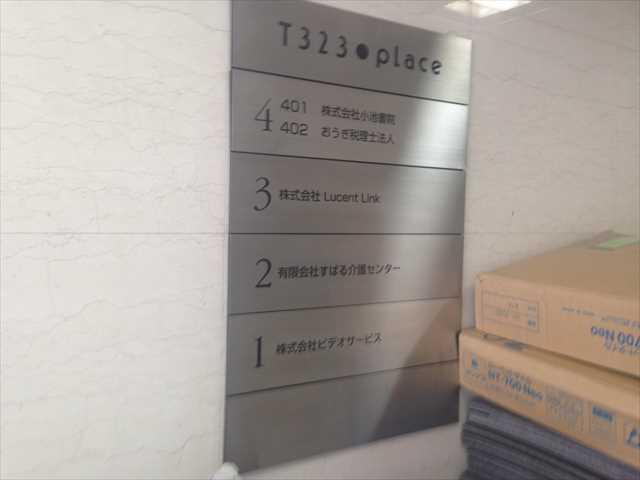 T323●place
4
401 株式会社小池書院
402 おうぎ税理士法人
3 株式会社 Lucent Link
2 有限会社すばる介護センター
1 株式会社ビデオサービス
700 Neo